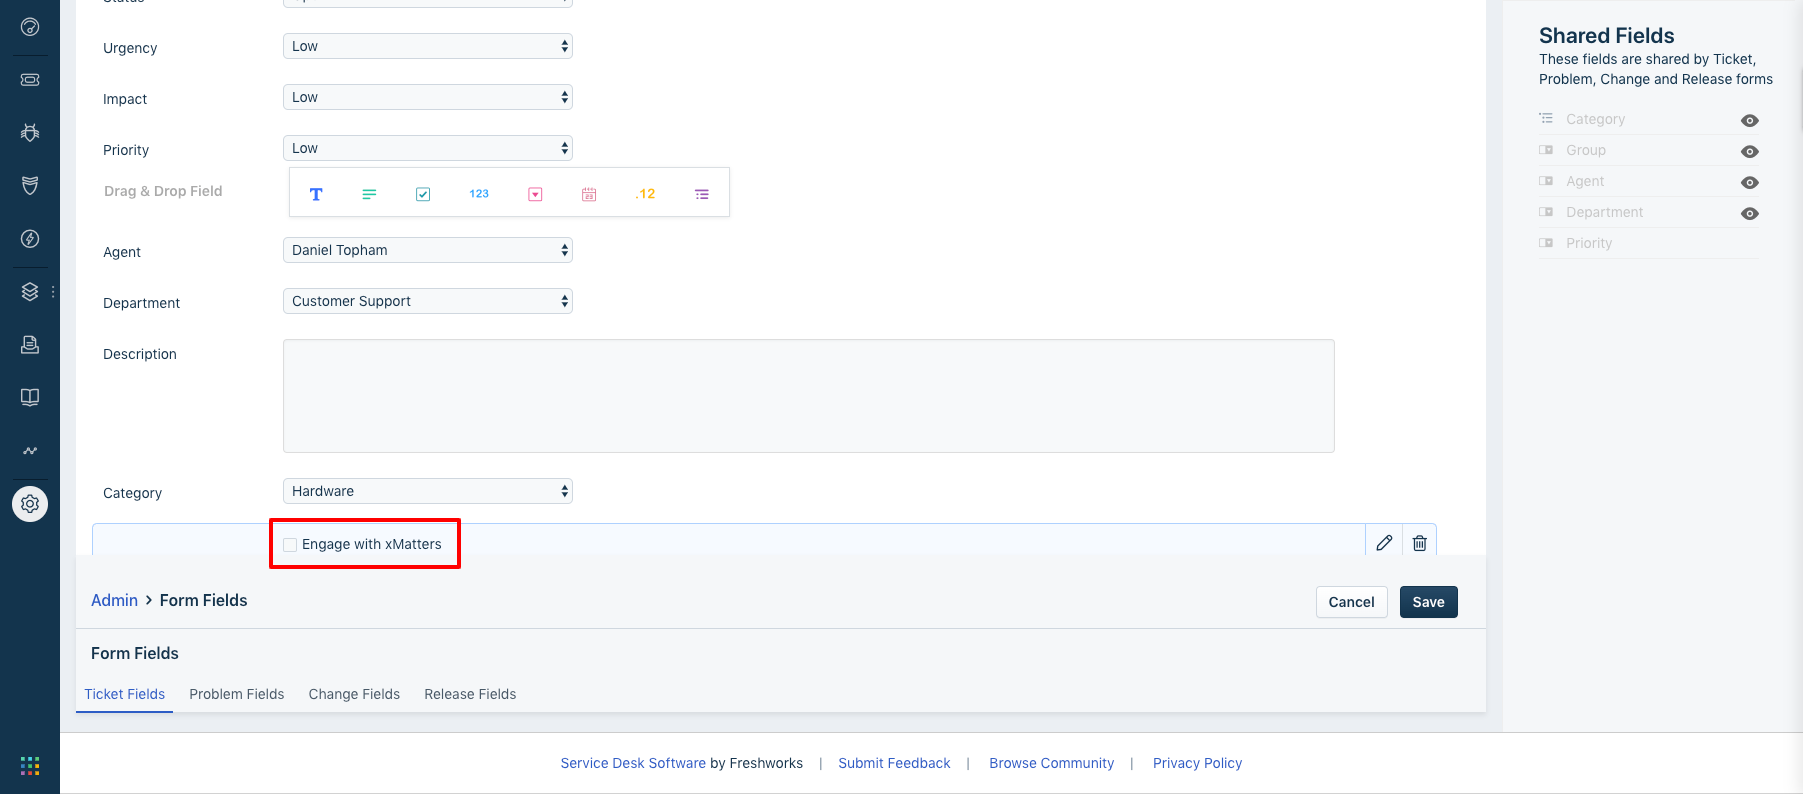 Urgency
Low
Impact
Low
Priority
Low
Drag & Drop Field
T
123
23
.12
Agent
Daniel Topham
Department
Customer Support
Description
Category
Hardware
Engage with xMatters
Admin > Form Fields
Cancel
Save
Form Fields
Ticket Fields
Problem Fields
Change Fields
Release Fields
Shared Fields
These fields are shared by Ticket,
Problem, Change and Release forms
Category
Group
Agent
Department
Priority
Service Desk Software by Freshworks | Submit Feedback | Browse Community | Privacy Policy